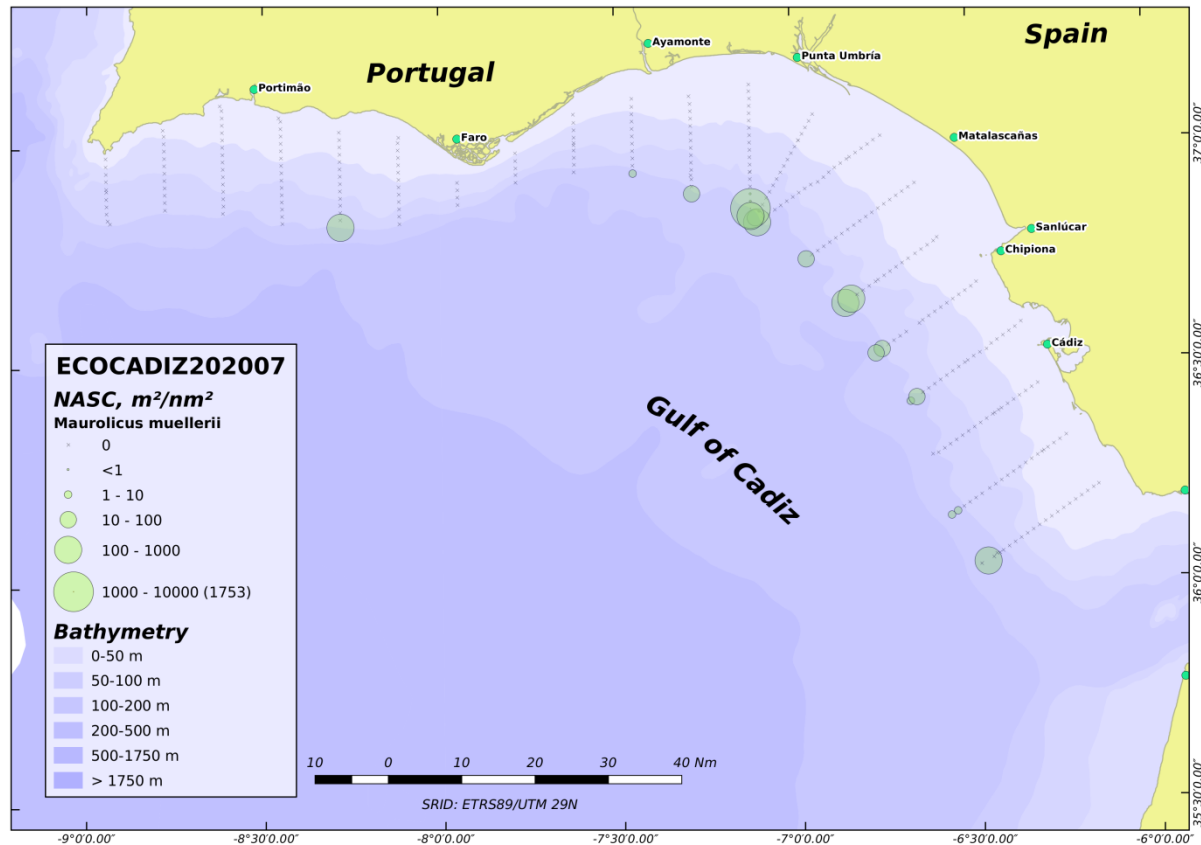 Spain
Portugal
Ayamonte
Punta Umbría
Portimão
Faro
Matalascañas
Sanlúcar
Chipiona
Cádiz
Gulf of Cadiz
ECOCADIZ202007
NASC, m²/nm²
Maurolicus muellerii
0
<1
1 - 10
10 - 100
100 - 1000
1000 - 10000 (1753)
Bathymetry
0-50 m
50-100 m
100-200 m
200-500 m
500-1750 m
> 1750 m
10 0 10 20 30 40 Nm
SRID: ETRS89/UTM 29N
37°0'0.00″
36°30'0.00″
36°0'0.00″
35°30'0.00″
-9°0'0.00″ -8°30'0.00″ -8°0'0.00″ -7°30'0.00″ -7°0'0.00″ -6°30'0.00″ -6°0'0.00″